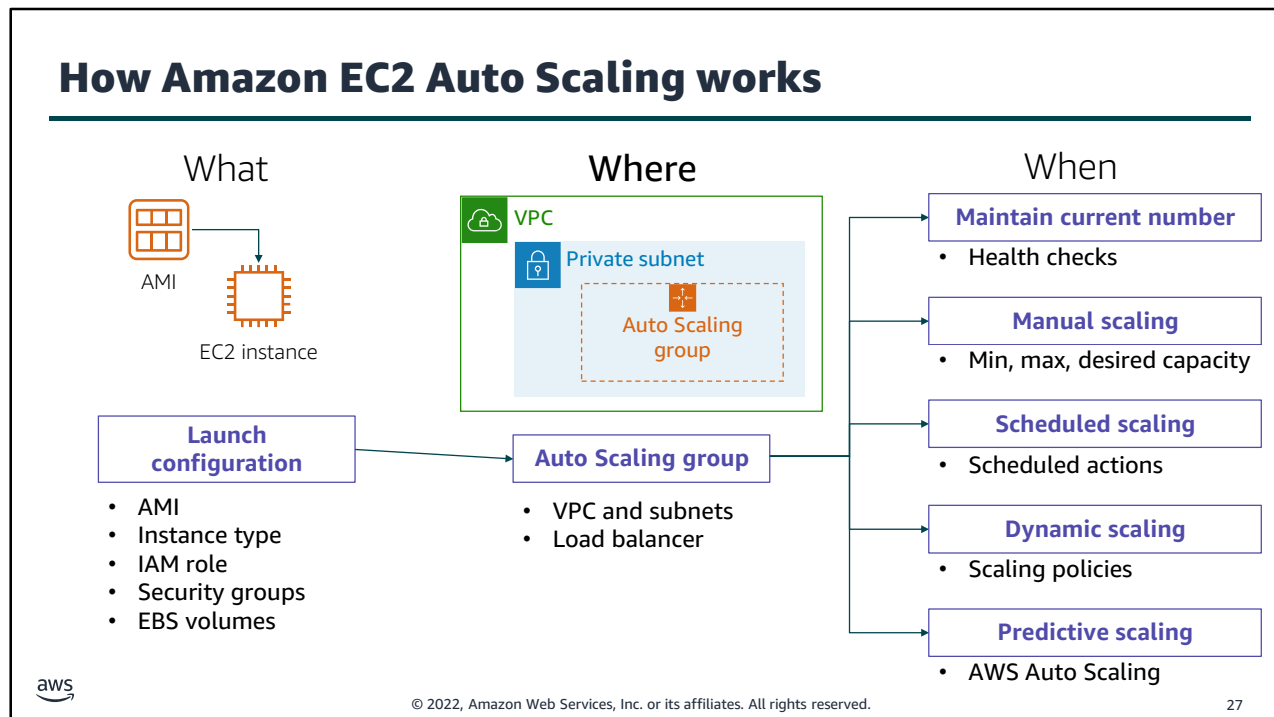 How Amazon EC2 Auto Scaling works
What
AMI
EC2 instance
Launch
configuration
• AMI
• Instance type
• IAM role
• Security groups
• EBS volumes
Where
VPC
Private subnet
Auto Scaling
group
Auto Scaling group
• VPC and subnets
• Load balancer
When
Maintain current number
• Health checks
Manual scaling
• Min, max, desired capacity
Scheduled scaling
• Scheduled actions
Dynamic scaling
• Scaling policies
Predictive scaling
• AWS Auto Scaling
aws
© 2022, Amazon Web Services, Inc. or its affiliates. All rights reserved.
27